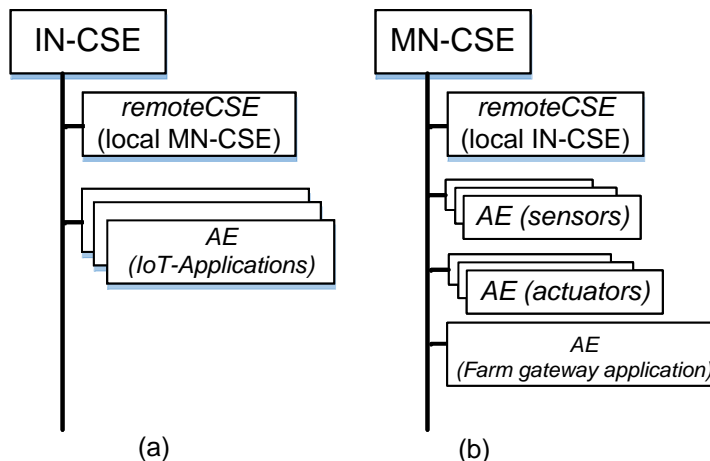 IN-CSE
remoteCSE
(local MN-CSE)
AE
(IoT-Applications)
(a)
MN-CSE
remoteCSE
(local IN-CSE)
AE (sensors)
AE (actuators)
AE
(Farm gateway application)
(b)